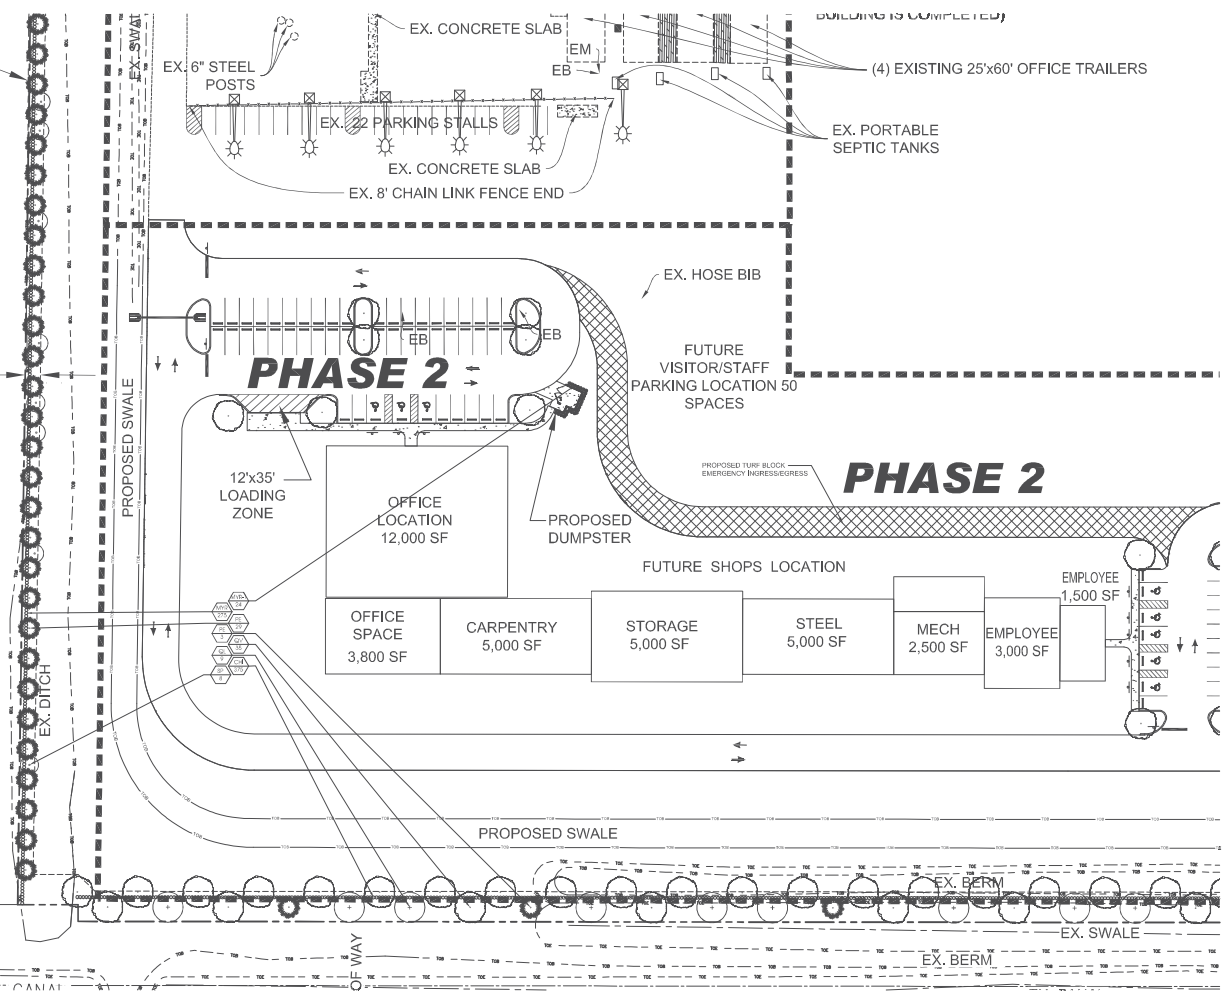 BUILDING IS COMPLETED)
EX. CONCRETE SLAB
EX. SWAL
EM
EB
EX. 6" STEEL
POSTS
(4) EXISTING 25'x60' OFFICE TRAILERS
EX. 22 PARKING STALLS
EX. PORTABLE
SEPTIC TANKS
EX. CONCRETE SLAB
EX. 8' CHAIN LINK FENCE END
EX. HOSE BIB
EB
EB
PHASE 2
FUTURE
VISITOR/STAFF
PARKING LOCATION 50
SPACES
PROPOSED SWALE
12'x35'
LOADING
ZONE
OFFICE
LOCATION
12,000 SF
PROPOSED
DUMPSTER
PROPOSED TURF BLOCK
EMERGENCY INGRESS/EGRESS
PHASE 2
FUTURE SHOPS LOCATION
EMPLOYEE
1,500 SF
OFFICE
SPACE
3,800 SF
CARPENTRY
5,000 SF
STORAGE
5,000 SF
STEEL
5,000 SF
MECH
2,500 SF
EMPLOYEE
3,000 SF
EX. DITCH
PROPOSED SWALE
EX. BERM
EX. SWALE
EX. BERM
OF WAY
CANAL